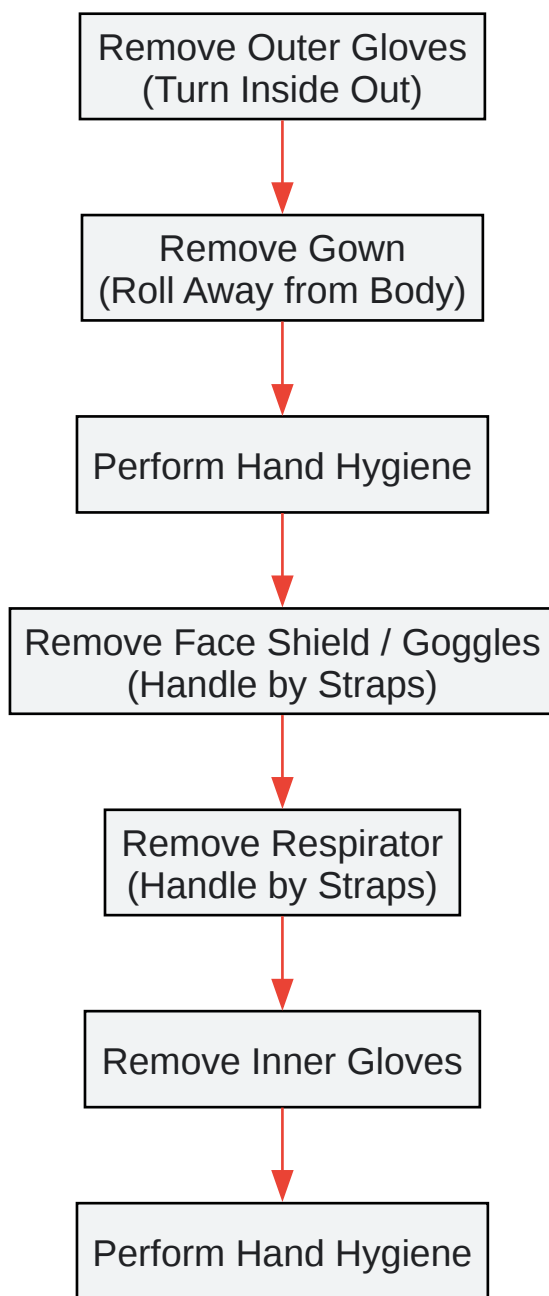 Remove Outer Gloves
(Turn Inside Out)
Remove Gown
(Roll Away from Body)
Perform Hand Hygiene
Remove Face Shield / Goggles
(Handle by Straps)
Remove Respirator
(Handle by Straps)
Remove Inner Gloves
Perform Hand Hygiene